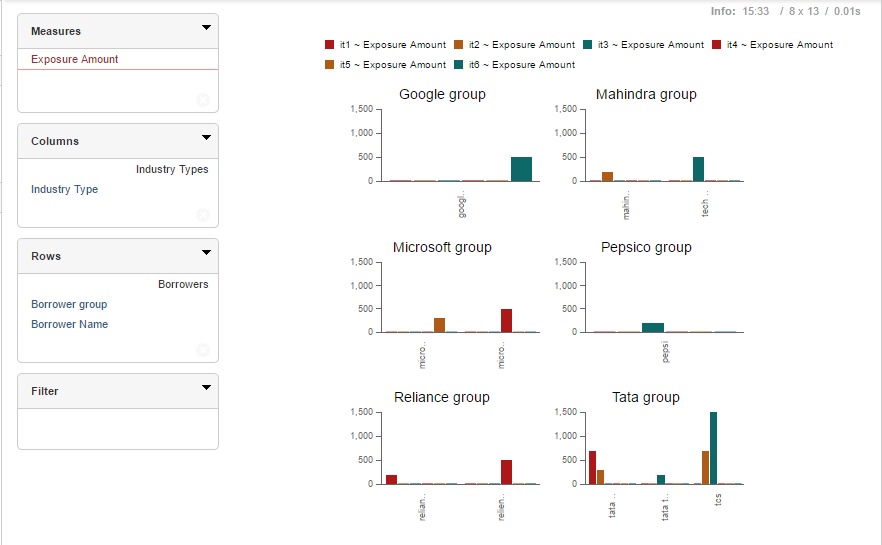 Info: 15:33 / 8 x 13 / 0.01s
Measures
Exposure Amount
Columns
Industry Types
Industry Type
Rows
Borrowers
Borrower group
Borrower Name
Filter
it1 ~ Exposure Amount it2 ~ Exposure Amount it3 ~ Exposure Amount it4 ~ Exposure Amount
it5 ~ Exposure Amount it6 ~ Exposure Amount
Google group
1,500
1,000
500
0
googl..
Mahindra group
1,500
1,000
500
0
mahin..
tech ..
Microsoft group
1,500
1,000
500
0
micro..
micro..
Pepsico group
1,500
1,000
500
0
pepsi
Reliance group
1,500
1,000
500
0
relian..
relien..
Tata group
1,500
1,000
500
0
tata ..
tata t..
tcs